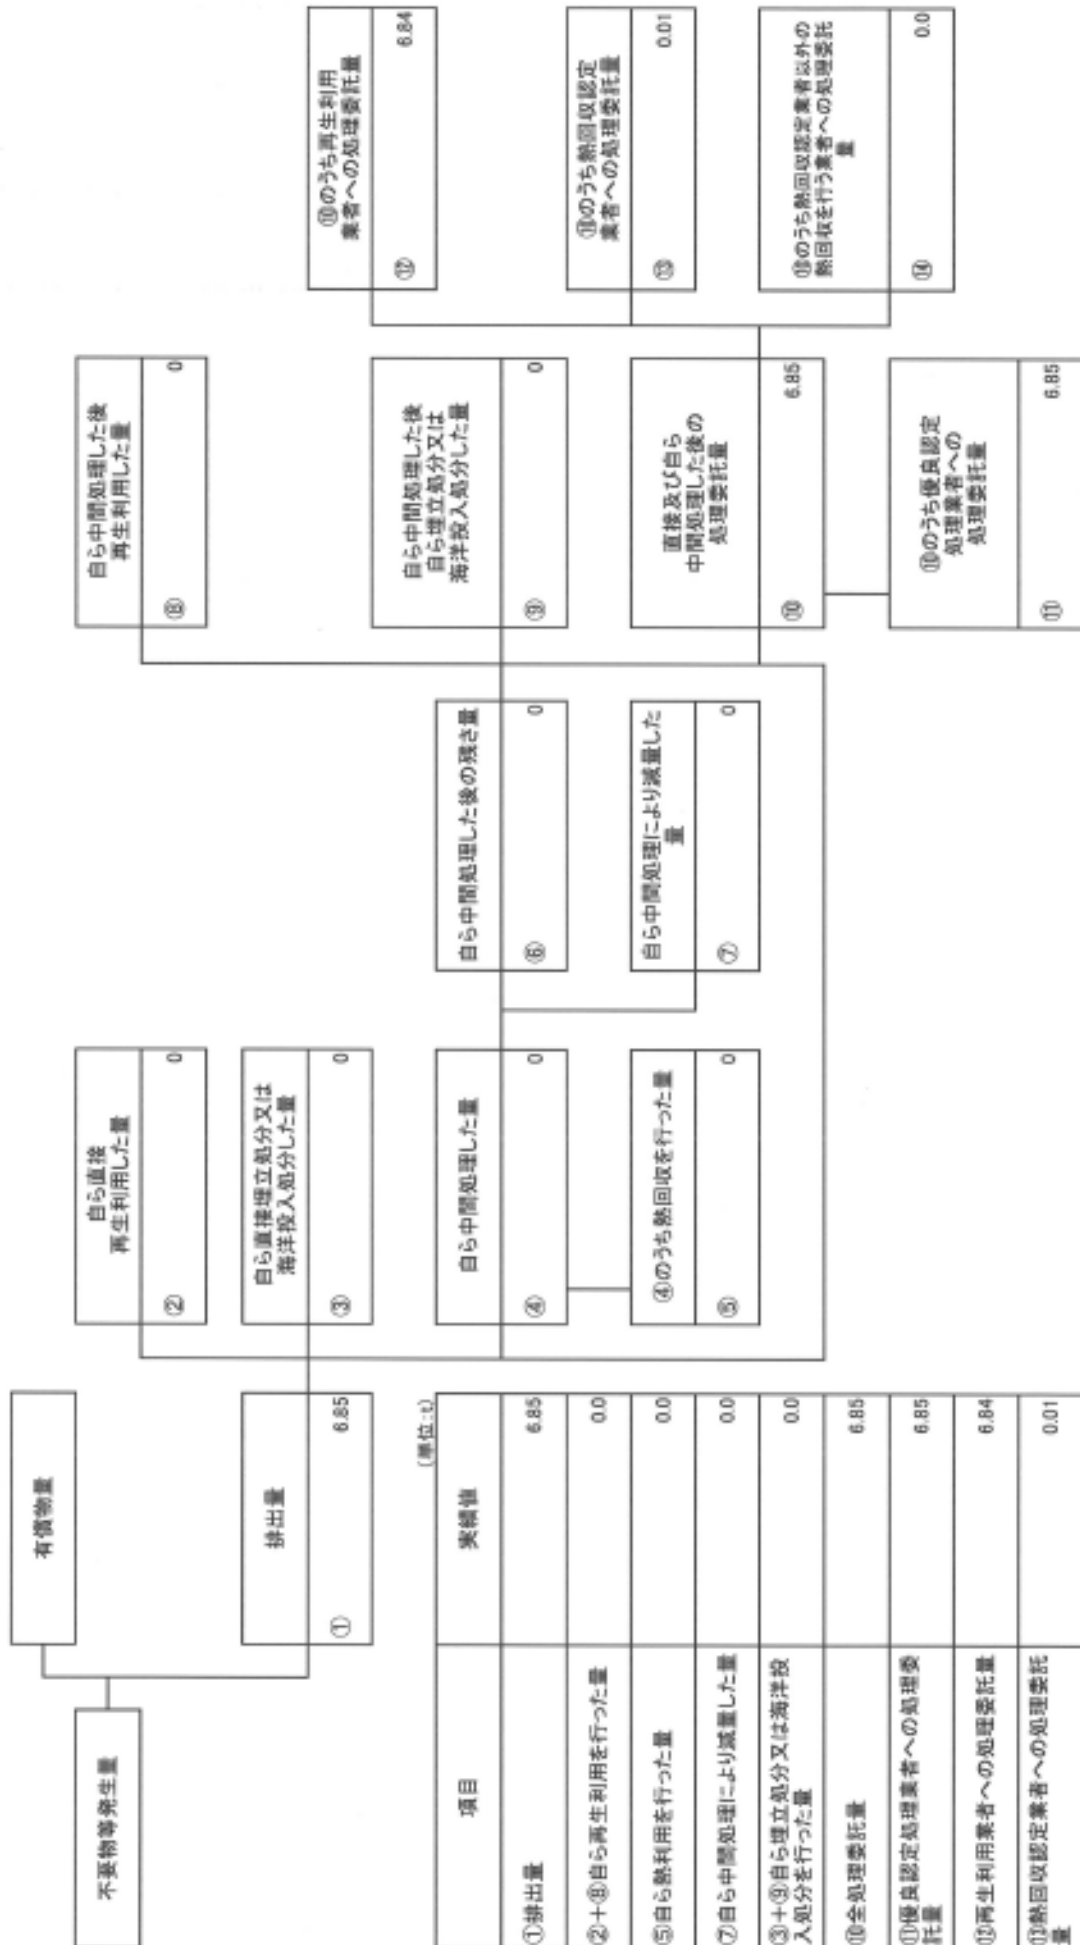 不要物等発生量
有償物量
排出量
① 6.85
自ら直接
再生利用した量
② 0
自ら直接埋立処分又は
海洋投入処分した量
③ 0
自ら中間処理した量
④ 0
④のうち熱回収を行った量
⑤ 0
自ら中間処理した後の残さ量
⑥ 0
自ら中間処理により減量した
量
⑦ 0
自ら中間処理した後
再生利用した量
⑧ 0
自ら中間処理した後
自ら埋立処分又は
海洋投入処分した量
⑨ 0
直接及び自ら
中間処理した後の
処理委託量
⑩ 6.85
⑩のうち優良認定
処理業者への
処理委託量
⑪ 6.85
⑩のうち再生利用
業者への処理委託量
⑫ 6.84
⑩のうち熱回収認定
業者への処理委託量
⑬ 0.01
⑩のうち熱回収認定業者以外の
熱回収を行う業者への処理委託
量
⑭ 0.0
(単位:t)
項目 実績値
①排出量 6.85
②+⑧自ら再生利用を行った量 0.0
⑤自ら熱利用を行った量 0.0
⑦自ら中間処理により減量した量 0.0
③+⑨自ら埋立処分又は海洋投
入処分を行った量 0.0
⑩全処理委託量 6.85
⑪優良認定処理業者への処理委
託量 6.85
⑫再生利用業者への処理委託量 6.84
⑬熱回収認定業者への処理委託
量 0.01